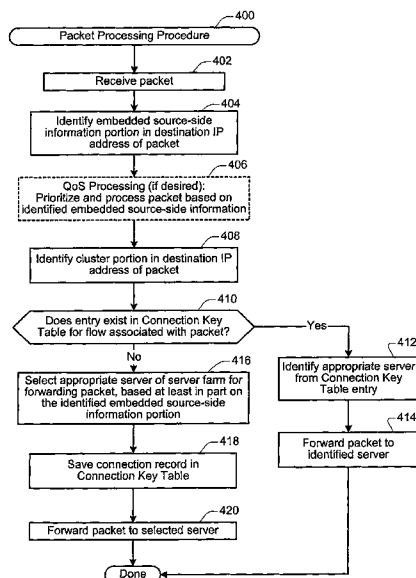 400
Packet Processing Procedure
402
Receive packet
404
Identify embedded source-side
information portion in destination IP
address of packet
406
QoS Processing (if desired):
Prioritize and process packet based on
identified embedded source-side information
408
Identify cluster portion in destination IP
address of packet
410
Does entry exist in Connection Key
Table for flow associated with packet?
Yes
No
412
Identify appropriate server
from Connection Key
Table entry
416
Select appropriate server of server farm for
forwarding packet, based at least in part on
the identified embedded source-side
information portion
414
Forward packet to
identified server
418
Save connection record in
Connection Key Table
420
Forward packet to selected server
Done